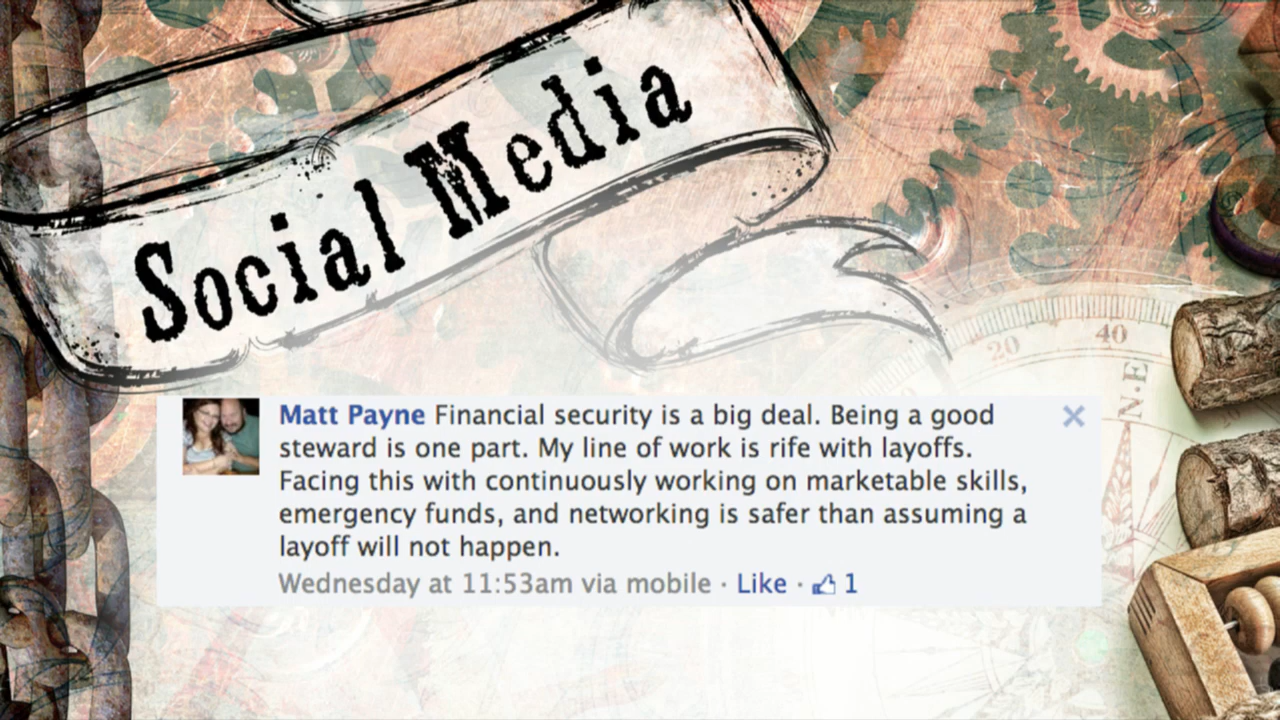 Social Media
20
40
N.E
Matt Payne Financial security is a big deal. Being a good
steward is one part. My line of work is rife with layoffs.
Facing this with continuously working on marketable skills,
emergency funds, and networking is safer than assuming a
layoff will not happen.
Wednesday at 11:53am via mobile · Like · 1